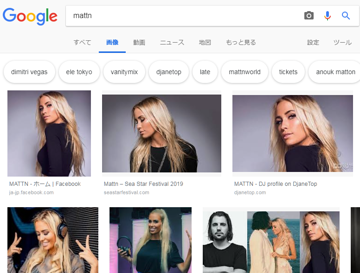 Google
mattn
すべて 画像 動画 ニュース 地図 もっと見る 設定 ツール
dimitri vegas ele tokyo vanitymix djanetop late mattnworld tickets anouk matton
MATTN - ホーム | Facebook
ja-jp.facebook.com
Mattn – Sea Star Festival 2019
seastarfestival.com
MATTN - DJ profile on DjaneTop
djanetop.com